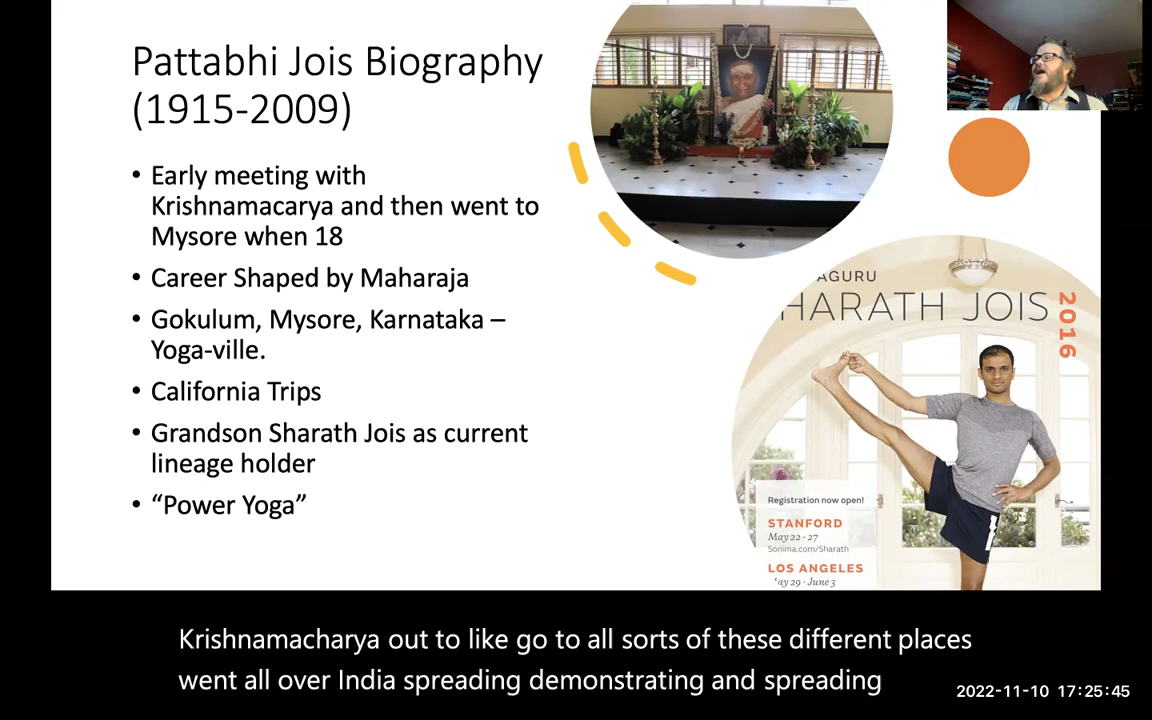 Pattabhi Jois Biography
(1915-2009)
• Early meeting with
Krishnamacarya and then went to
Mysore when 18
• Career Shaped by Maharaja
• Gokulum, Mysore, Karnataka –
Yoga-ville.
• California Trips
• Grandson Sharath Jois as current
lineage holder
• “Power Yoga”
AGURU
HARATH JOIS
2016
Registration now open!
STANFORD
May 22 - 27
Sonima.com/Sharath
LOS ANGELES
ay 29 - June 3
Krishnamacharya out to like go to all sorts of these different places
went all over India spreading demonstrating and spreading
2022-11-10 17:25:45